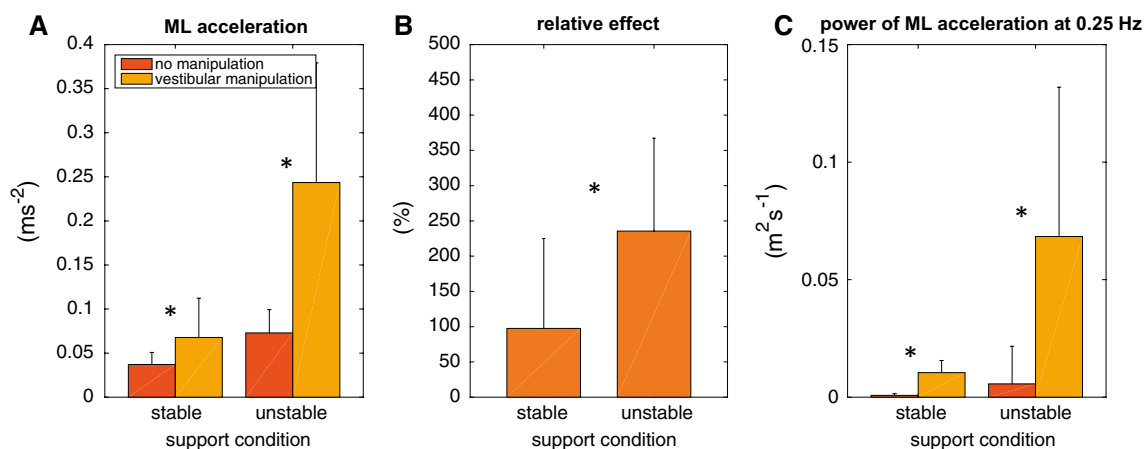 A
ML acceleration
0.4
0.35
0.3
0.25
0.2
0.15
0.1
0.05
0
(ms-2)
no manipulation
vestibular manipulation
*
*
stable
unstable
support condition
B
relative effect
500
450
400
350
300
250
200
150
100
50
0
(%)
*
stable
unstable
support condition
C
power of ML acceleration at 0.25 Hz
0.15
0.1
0.05
0
(m2s-1)
*
*
stable
unstable
support condition